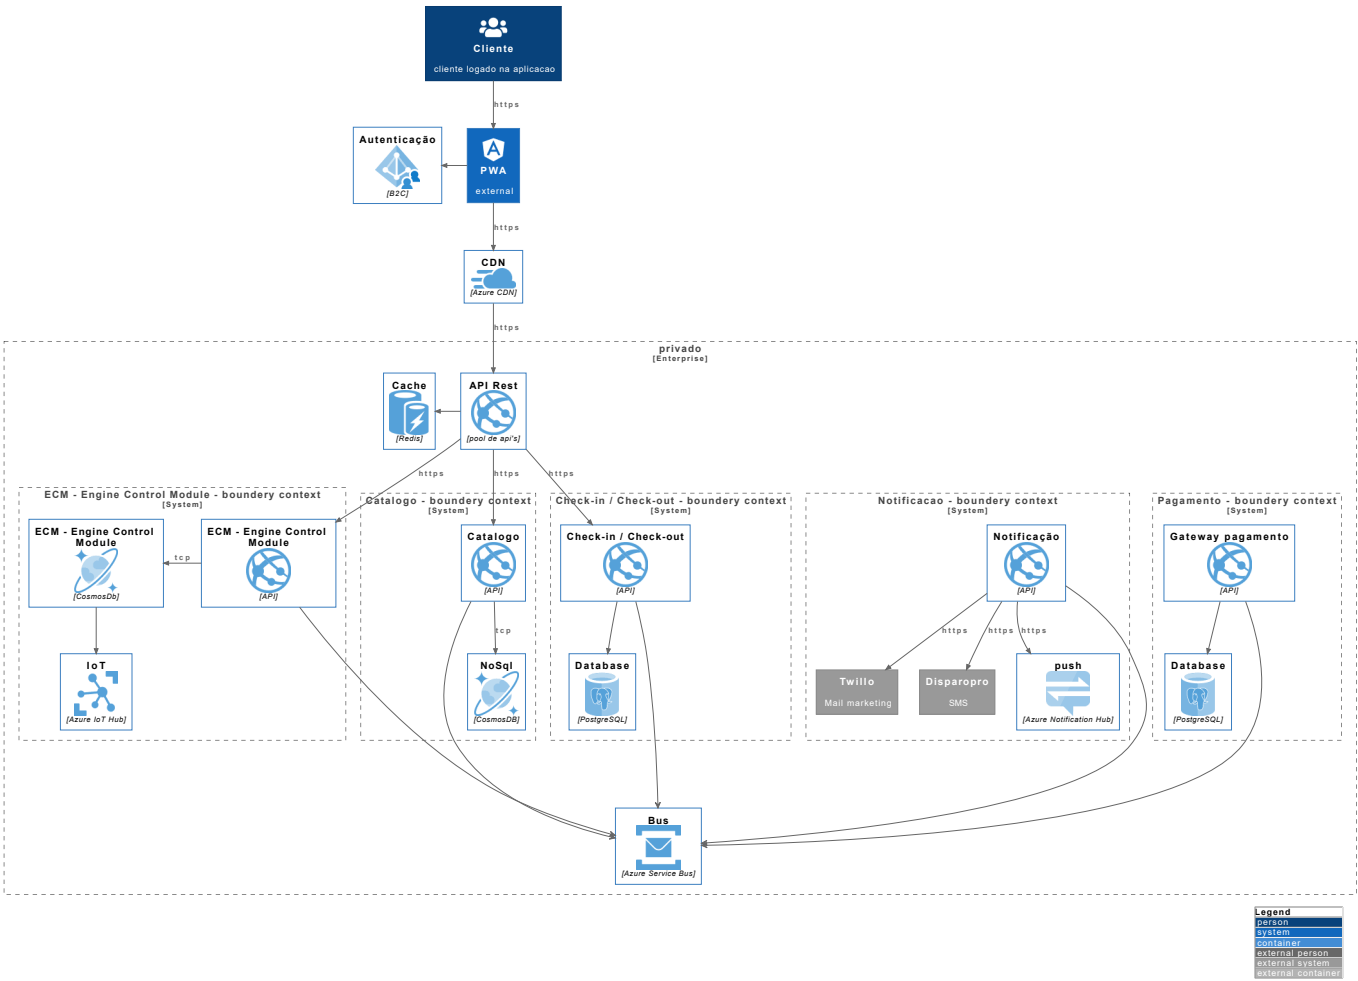 Cliente
cliente logado na aplicacao
https
Autenticação
[B2C]
PWA
external
https
CDN
[Azure CDN]
https
privado
[Enterprise]
Cache
[Redis]
API Rest
[pool de api's]
https
https
https
ECM - Engine Control Module - boundery context
[System]
Catalogo - boundery context
[System]
Check-in / Check-out - boundery context
[System]
Notificacao - boundery context
[System]
Pagamento - boundery context
[System]
ECM - Engine Control
Module
[CosmosDb]
tcp
ECM - Engine Control
Module
[API]
Catalogo
[API]
Check-in / Check-out
[API]
Notificação
[API]
Gateway pagamento
[API]
tcp
https
https
https
IoT
[Azure IoT Hub]
NoSql
[CosmosDB]
Database
[PostgreSQL]
Twillo
Mail marketing
Disparopro
SMS
push
[Azure Notification Hub]
Database
[PostgreSQL]
Bus
[Azure Service Bus]
Legend
person
system
container
external person
external system
external container